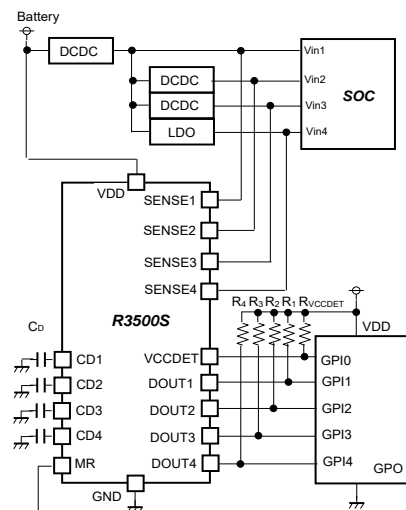 Battery
DCDC
Vin1
DCDC
Vin2
SOC
DCDC
Vin3
LDO
Vin4
VDD
SENSE1
SENSE2
SENSE3
SENSE4
R3500S
R4 R3 R2 R1 RVCCDET
VDD
CD
CD1
CD2
CD3
CD4
MR
VCCDET
DOUT1
DOUT2
DOUT3
DOUT4
GND
GPI0
GPI1
GPI2
GPI3
GPI4
GPO